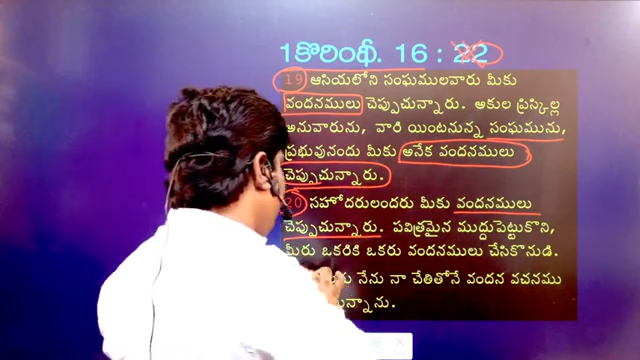 1కొరింథీ. 16 : 22
19 ఆసియలోని సంఘములవారు మీకు
వందనములు చెప్పుచున్నారు. అకుల ప్రిస్కిల్ల
అనువారును, వారి యింటనున్న సంఘమును,
ప్రభువునందు మీకు అనేక వందనములు
చెప్పుచున్నారు.
20 సహోదరులందరు మీకు వందనములు
చెప్పుచున్నారు. పవిత్రమైన ముద్దుపెట్టుకొని,
మీరు ఒకరికి ఒకరు వందనములు చేసికొనుడి.
నేను నా చేతితోనే వందన వచనము